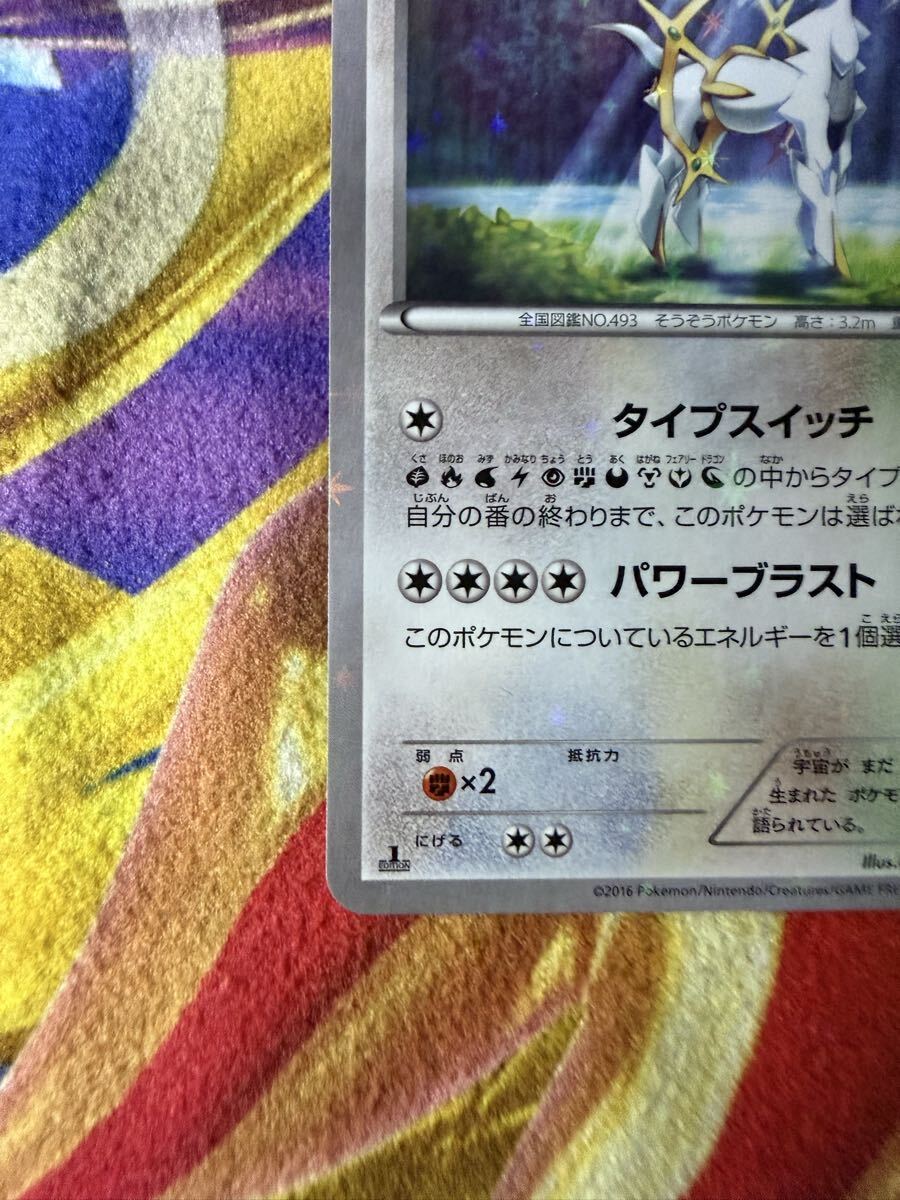 全国図鑑NO.493 そうぞうポケモン 高さ：3.2m
タイプスイッチ
くさ ほのお みず かみなり ちょう とう あく はがね フェアリー ドラゴン なか
の中からタイプ
じぶん ばん お えら
自分の番の終わりまで、このポケモンは選ば
パワーブラスト
こ えら
このポケモンについているエネルギーを1個選
弱点 抵抗力
×2
うちゅう
宇宙が まだ
う
生まれた ポケモ
かた
語られている。
にげる
1
EDITION
Illus.
©2016 Pokémon/Nintendo/Creatures/GAME FRE